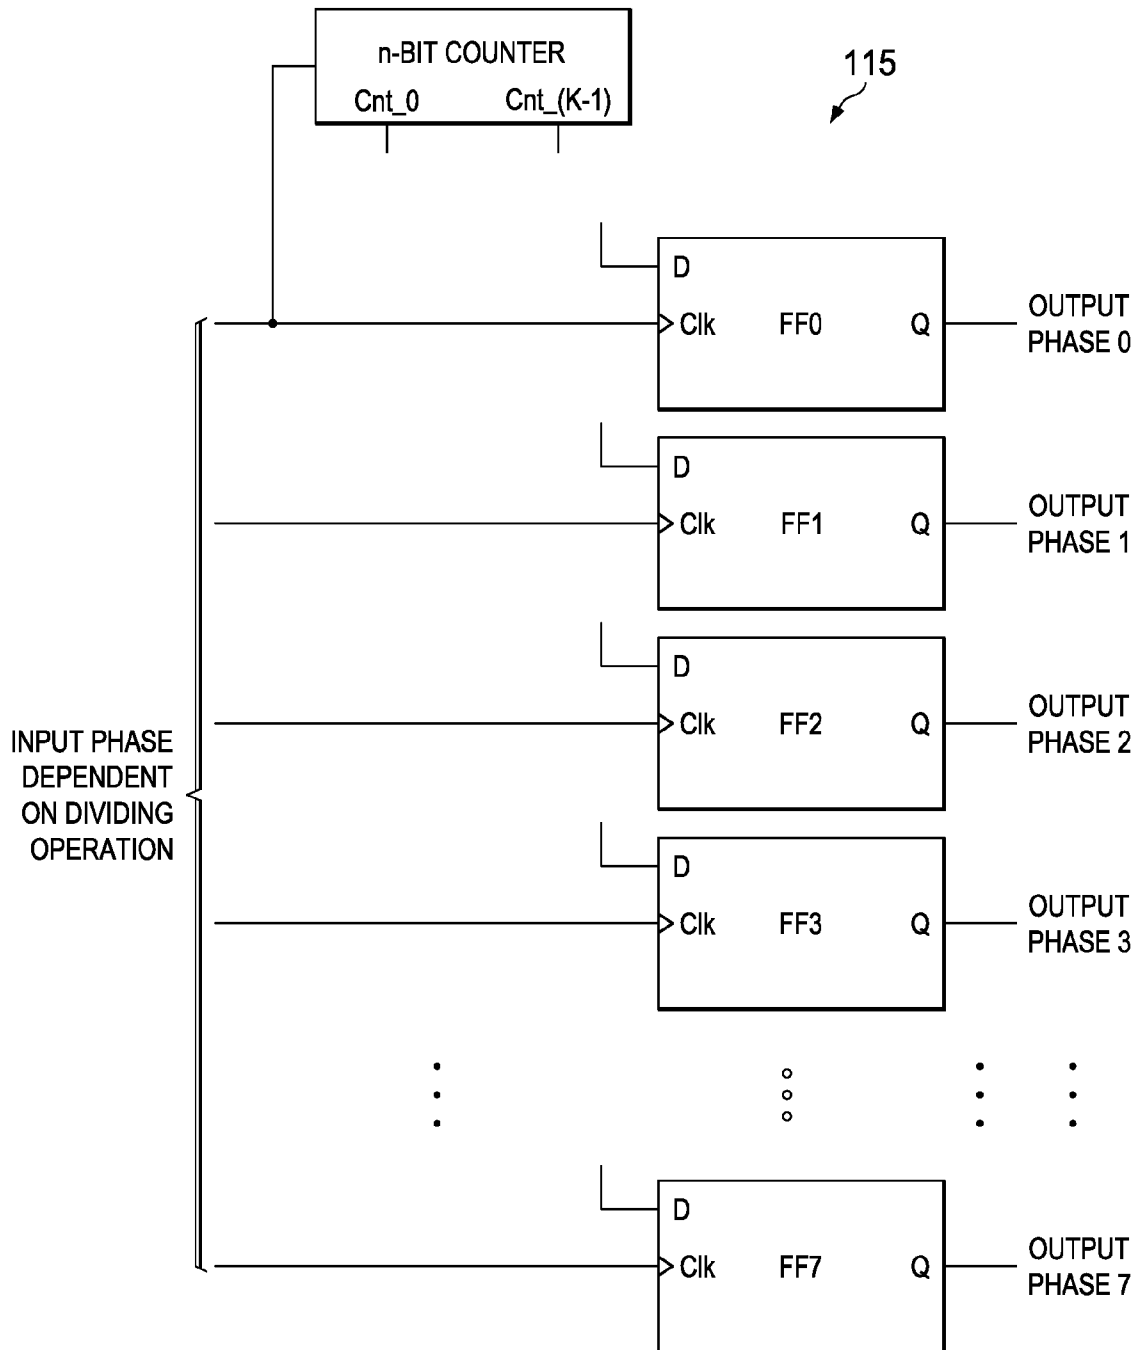 n-BIT COUNTER
Cnt_0 Cnt_(K-1)
115
D
Clk FF0 Q
OUTPUT
PHASE 0
D
Clk FF1 Q
OUTPUT
PHASE 1
D
Clk FF2 Q
OUTPUT
PHASE 2
INPUT PHASE
DEPENDENT
ON DIVIDING
OPERATION
D
Clk FF3 Q
OUTPUT
PHASE 3
D
Clk FF7 Q
OUTPUT
PHASE 7